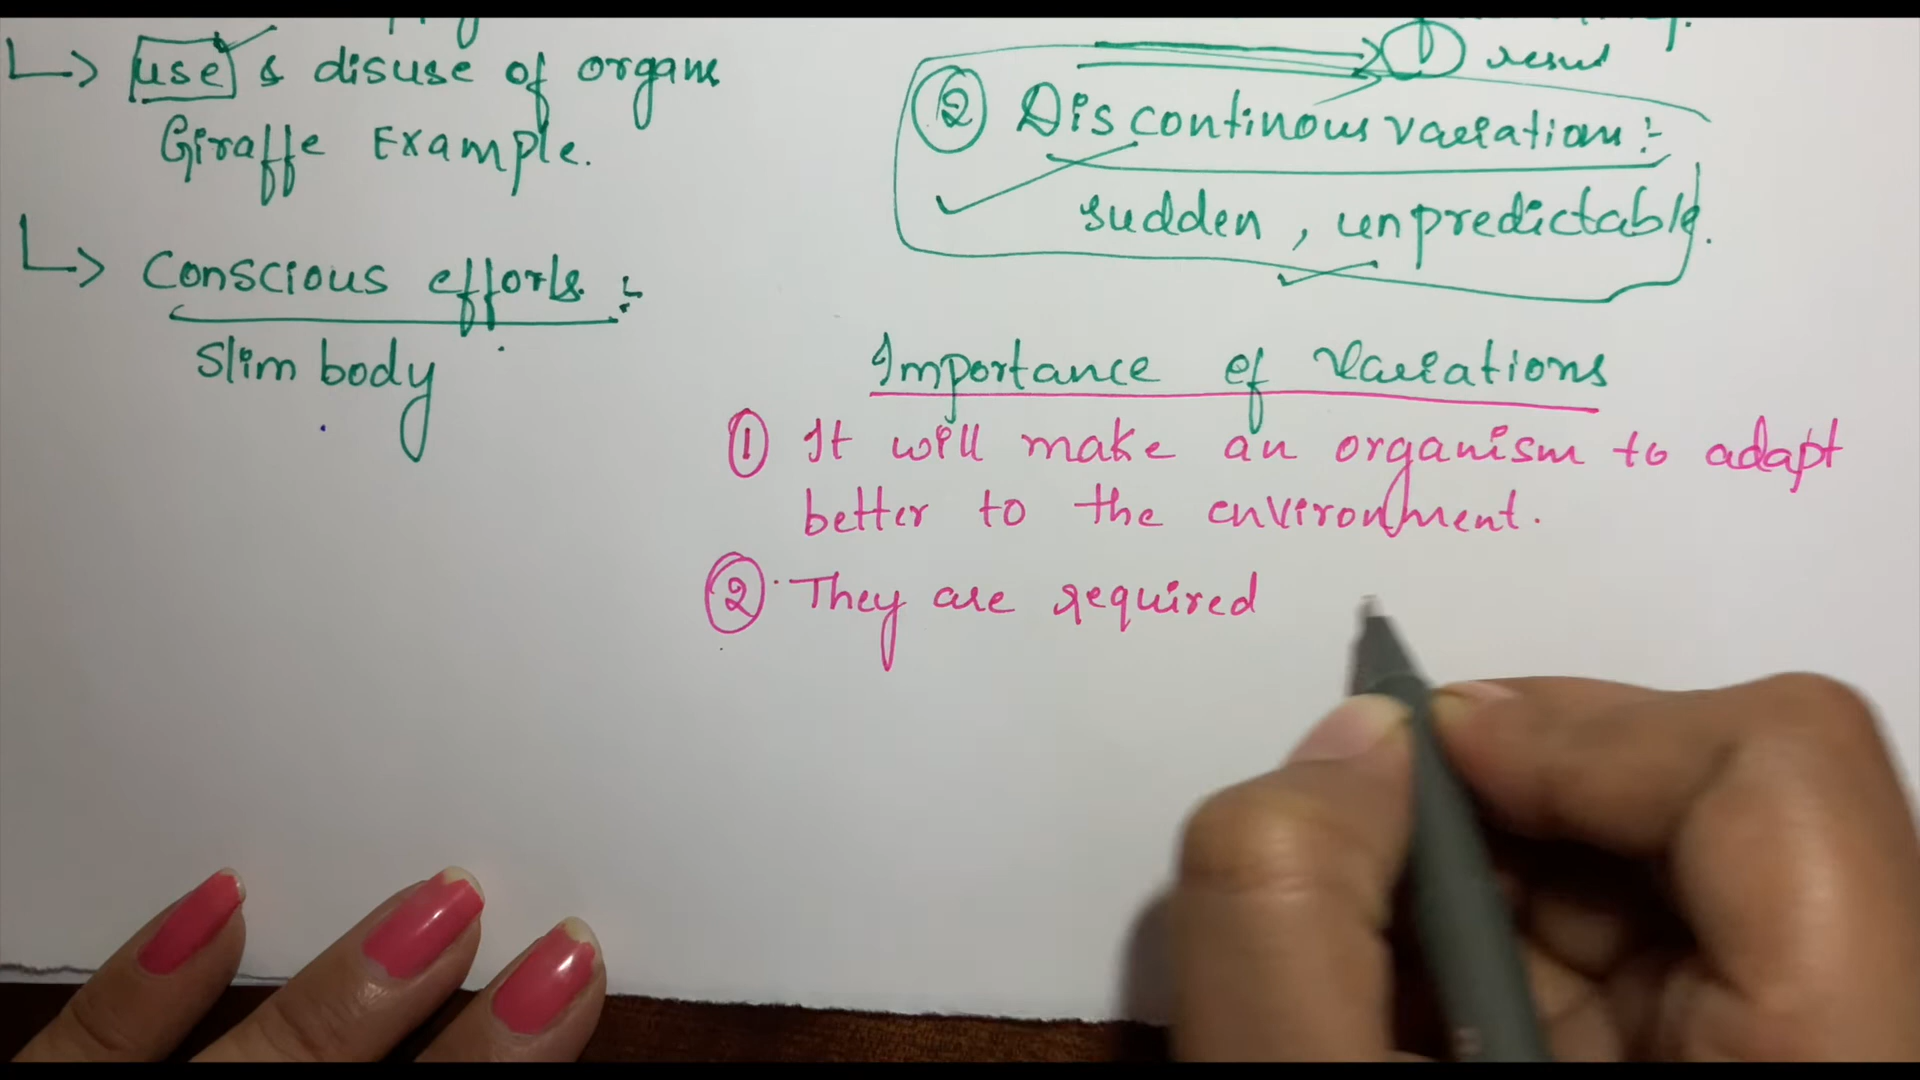 ↳ use & disuse of organs
Giraffe Example.
↳ Conscious efforts :-
Slim body
② Discontinous variation :-
sudden, unpredictable.
Importance of Variations
① It will make an organism to adapt
better to the environment.
② They are required